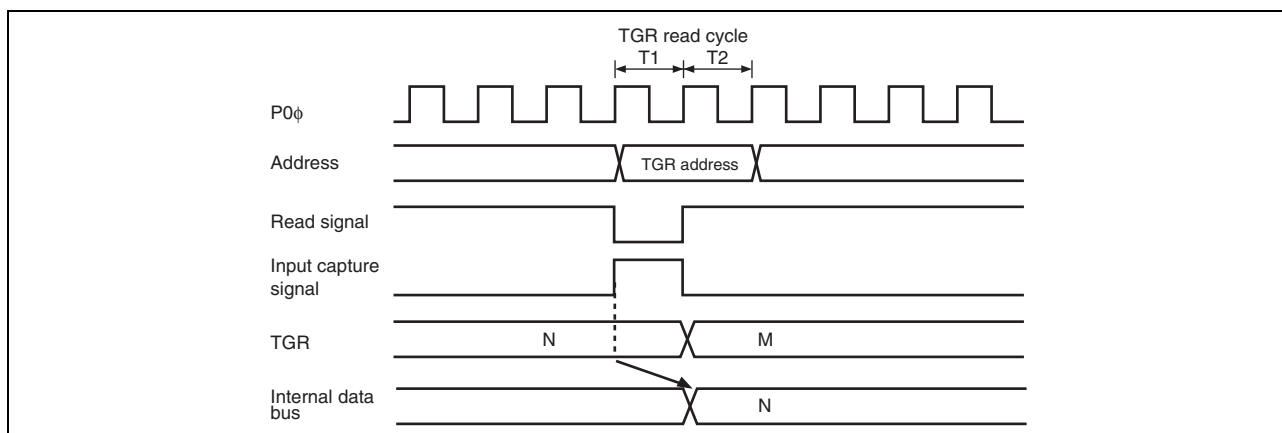 TGR read cycle
T1 T2
P0ϕ
Address
TGR address
Read signal
Input capture
signal
TGR
N
M
Internal data
bus
N